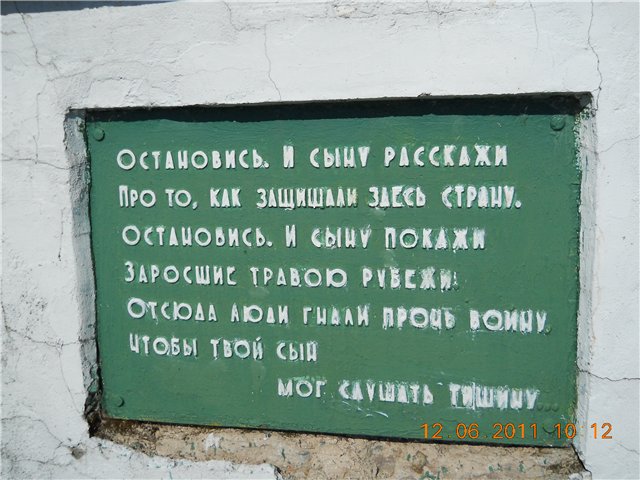 Остановись. И сыну расскажи
Про то, как защищали здесь страну.
Остановись. И сыну покажи
Заросшие травою рубежи.
Отсюда люди гнали прочь войну
Чтобы твой сын
мог слушать тишину...
12.06.2011 10:12